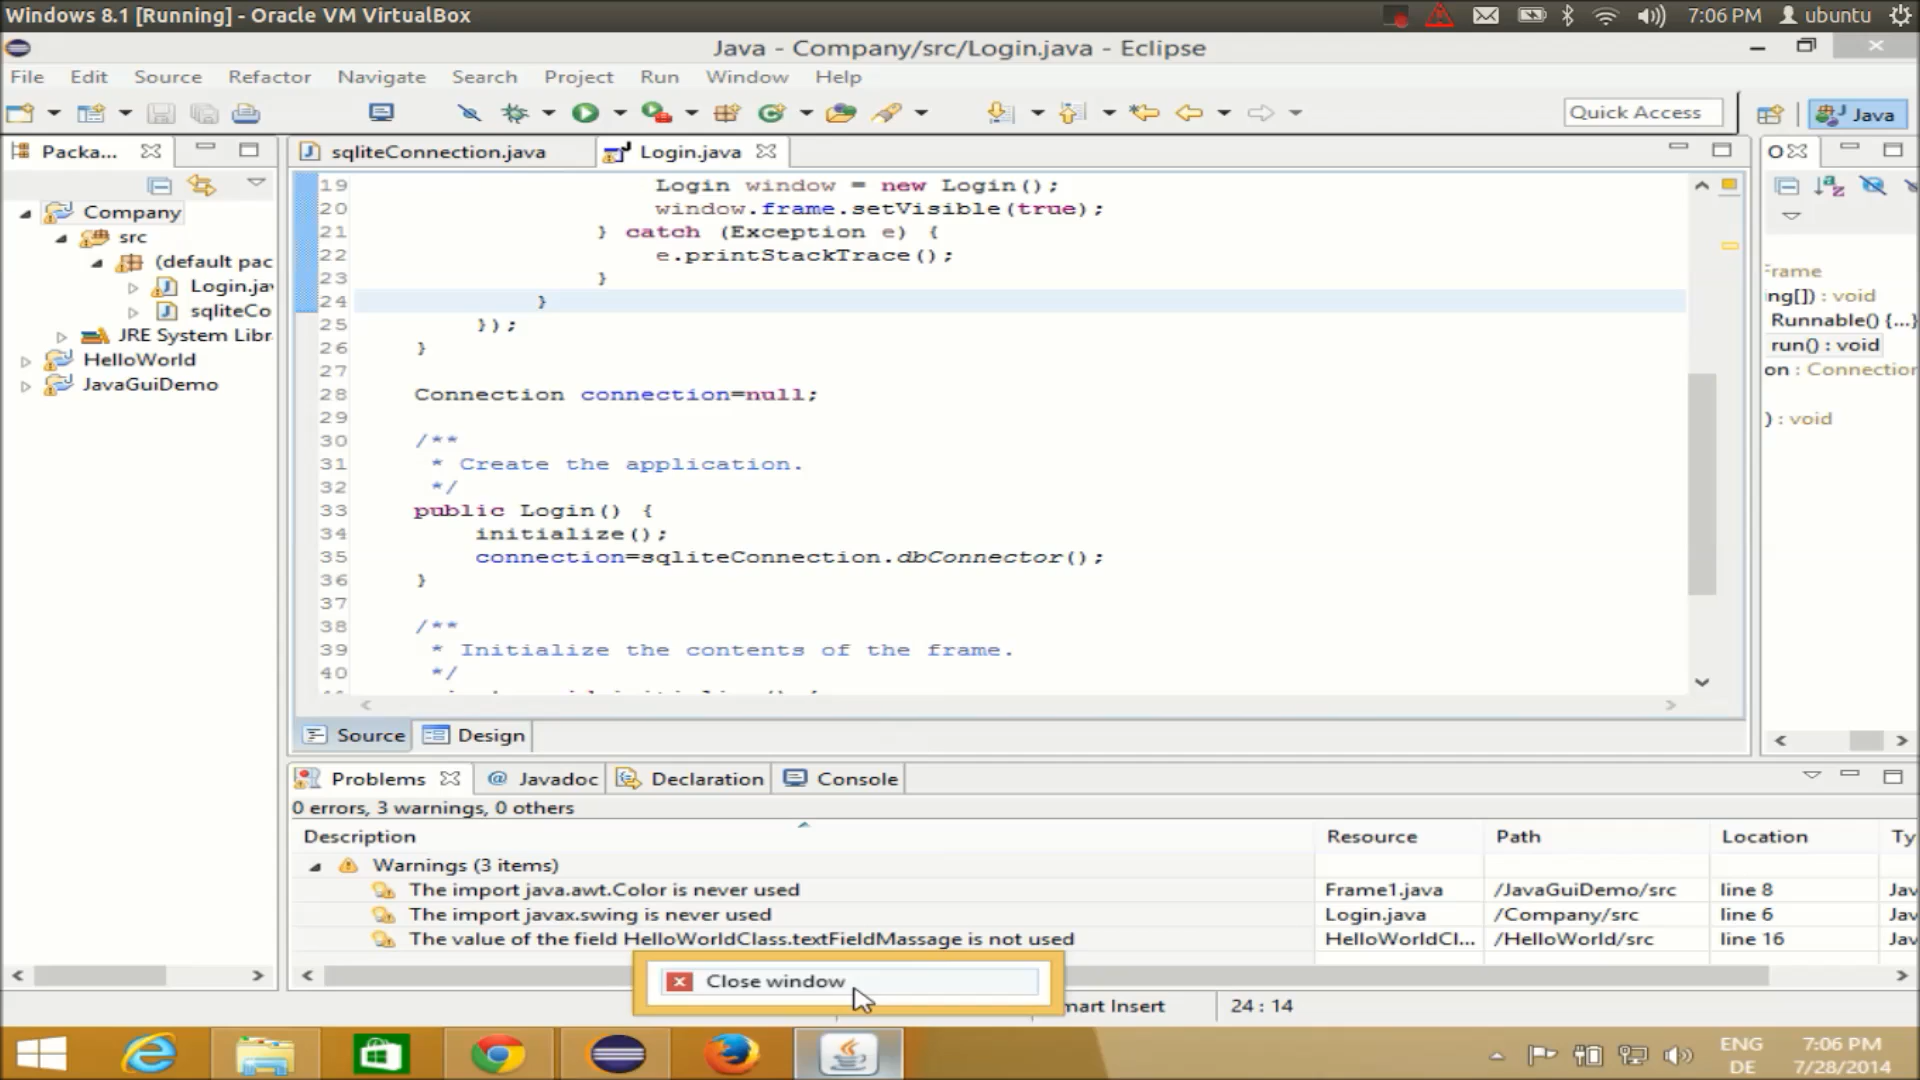 Windows 8.1 [Running] - Oracle VM VirtualBox
7:06 PM
ubuntu
Java - Company/src/Login.java - Eclipse
File Edit Source Refactor Navigate Search Project Run Window Help
Quick Access
Java
Packa...
sqliteConnection.java
Login.java
Company
src
(default pac
Login.ja
sqliteCo
JRE System Libr
HelloWorld
JavaGuiDemo
19 Login window = new Login();
20 window.frame.setVisible(true);
21 } catch (Exception e) {
22 e.printStackTrace();
23 }
24 }
25 });
26 }
27
28 Connection connection=null;
29
30 /**
31 * Create the application.
32 */
33 public Login() {
34 initialize();
35 connection=sqliteConnection.dbConnector();
36 }
37
38 /**
39 * Initialize the contents of the frame.
40 */
O
Frame
ing[]) : void
Runnable() {...}
run() : void
on : Connection
) : void
Source
Design
Problems
@ Javadoc
Declaration
Console
0 errors, 3 warnings, 0 others
Description Resource Path Location Ty
Warnings (3 items)
The import java.awt.Color is never used Frame1.java /JavaGuiDemo/src line 8 Jav
The import javax.swing is never used Login.java /Company/src line 6 Jav
The value of the field HelloWorldClass.textFieldMassage is not used HelloWorldCl... /HelloWorld/src line 16 Jav
Close window
mart Insert
24 : 14
ENG
DE
7:06 PM
7/28/2014